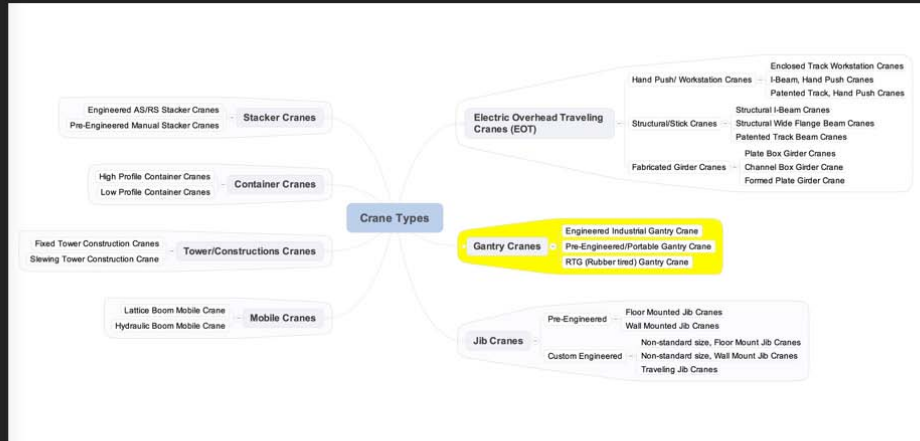 Crane Types
Stacker Cranes
Engineered AS/RS Stacker Cranes
Pre-Engineered Manual Stacker Cranes
Container Cranes
High Profile Container Cranes
Low Profile Container Cranes
Tower/Constructions Cranes
Fixed Tower Construction Cranes
Slewing Tower Construction Crane
Mobile Cranes
Lattice Boom Mobile Crane
Hydraulic Boom Mobile Crane
Electric Overhead Traveling
Cranes (EOT)
Hand Push/ Workstation Cranes
Enclosed Track Workstation Cranes
I-Beam, Hand Push Cranes
Patented Track, Hand Push Cranes
Structural/Stick Cranes
Structural I-Beam Cranes
Structural Wide Flange Beam Cranes
Patented Track Beam Cranes
Fabricated Girder Cranes
Plate Box Girder Cranes
Channel Box Girder Crane
Formed Plate Girder Crane
Gantry Cranes
Engineered Industrial Gantry Crane
Pre-Engineered/Portable Gantry Crane
RTG (Rubber tired) Gantry Crane
Jib Cranes
Pre-Engineered
Floor Mounted Jib Cranes
Wall Mounted Jib Cranes
Custom Engineered
Non-standard size, Floor Mount Jib Cranes
Non-standard size, Wall Mount Jib Cranes
Traveling Jib Cranes